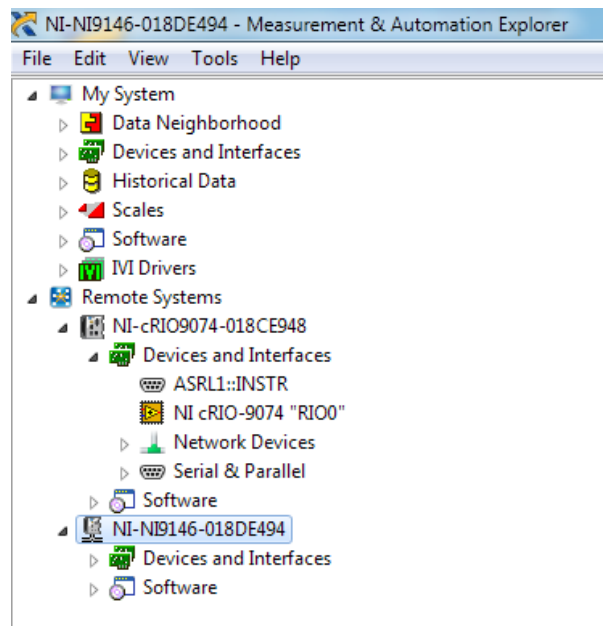 NI-NI9146-018DE494 - Measurement & Automation Explorer
File Edit View Tools Help
My System
Data Neighborhood
Devices and Interfaces
Historical Data
Scales
Software
IVI Drivers
Remote Systems
NI-cRIO9074-018CE948
Devices and Interfaces
ASRL1::INSTR
NI cRIO-9074 "RIO0"
Network Devices
Serial & Parallel
Software
NI-NI9146-018DE494
Devices and Interfaces
Software